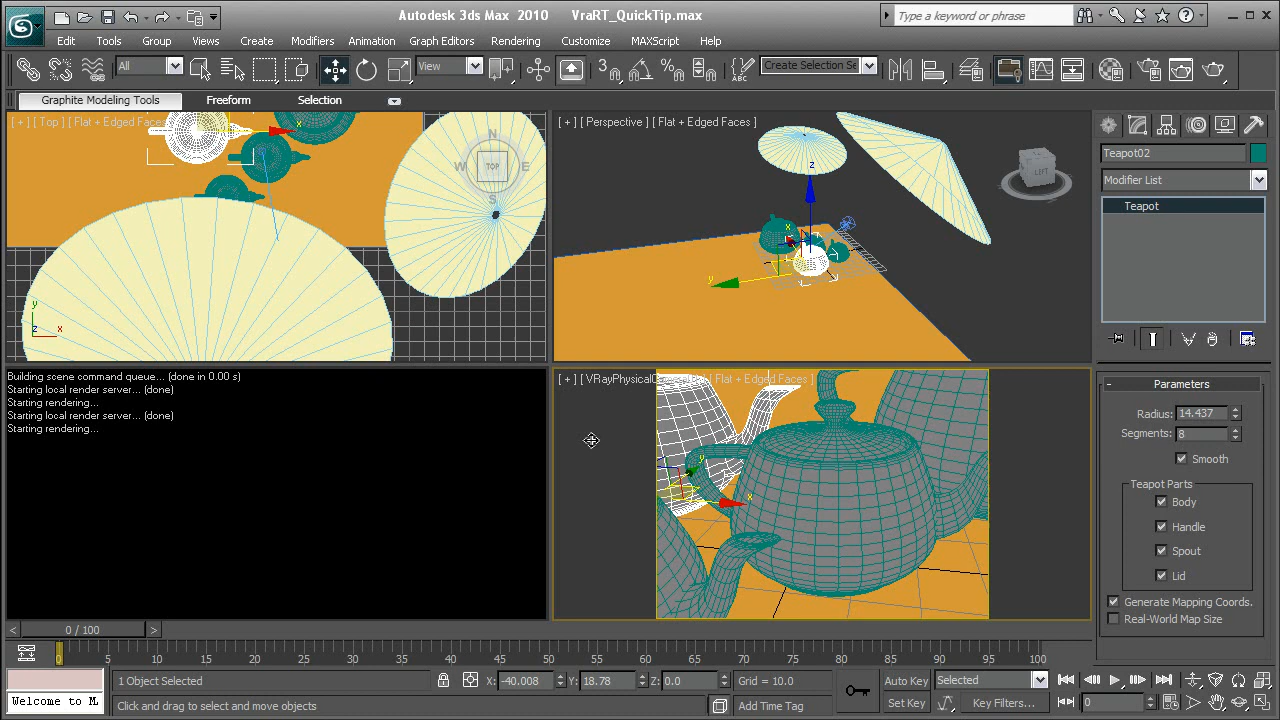 Autodesk 3ds Max 2010 VraRT_QuickTip.max
Type a keyword or phrase
Edit Tools Group Views Create Modifiers Animation Graph Editors Rendering Customize MAXScript Help
All View Create Selection Se
Graphite Modeling Tools Freeform Selection
[ + ] [ Top ] [ Flat + Edged Faces
N
W TOP E
S
x
y
z x
[ + ] [ Perspective ] [ Flat + Edged Faces ]
z
x
y
LEFT
Teapot02
Modifier List
Teapot
Building scene command queue... (done in 0.00 s)
Starting local render server... (done)
Starting rendering...
Starting local render server... (done)
Starting rendering...
[ + ] [ VRayPhysicalC [ Flat + Edged Faces ]
y
x
- Parameters
Radius: 14.437
Segments: 8
Smooth
Teapot Parts
Body
Handle
Spout
Lid
Generate Mapping Coords.
Real-World Map Size
< 0 / 100 >
0 5 10 15 20 25 30 35 40 45 50 55 60 65 70 75 80 85 90 95 100
1 Object Selected X: -40.008 Y: 18.78 Z: 0.0 Grid = 10.0 Auto Key Selected
Welcome to M
Click and drag to select and move objects Add Time Tag Set Key Key Filters... 0